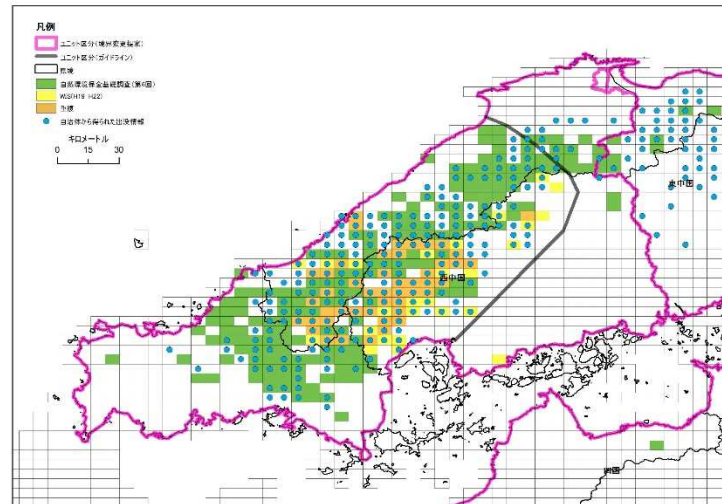 凡例
ユニット区分(境界変更提案)
ユニット区分(ガイドライン)
県境
自然環境保全基礎調査(第6回)
WIS(H18-H22)
生捕
自治体から得られた出没情報
キロメートル
0 15 30
東中国
西中国
四国